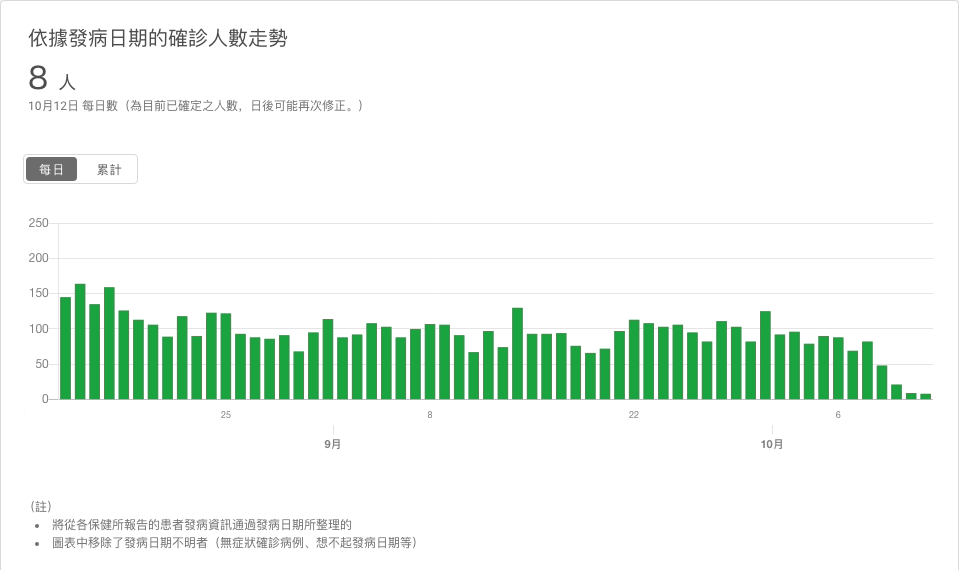 依據發病日期的確診人數走勢
8 人
10月12日 每日數（為目前已確定之人數，日後可能再次修正。）
每日 累計
250
200
150
100
50
0
25 8 22 6
9月 10月
（註）
• 將從各保健所報告的患者發病資訊通過發病日期所整理的
• 圖表中移除了發病日期不明者（無症狀確診病例、想不起發病日期等）